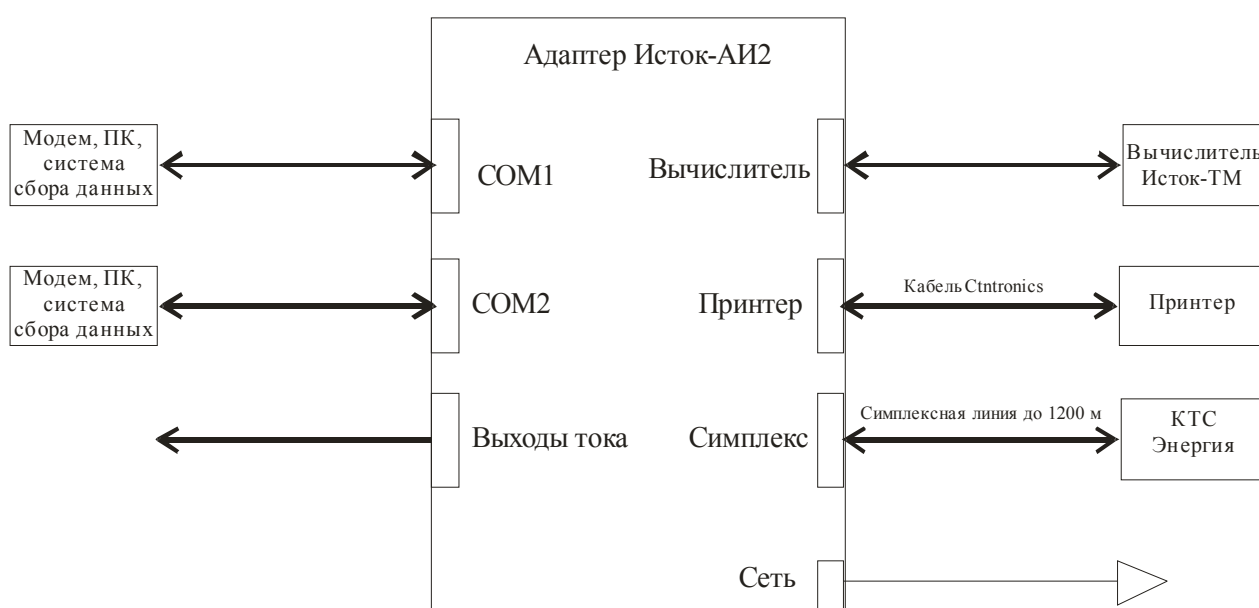 Адаптер Исток-АИ2
Модем, ПК,
система
сбора данных
COM1
Вычислитель
Вычислитель
Исток-ТМ
Модем, ПК,
система
сбора данных
COM2
Принтер
Кабель Ctntronics
Принтер
Выходы тока
Симплекс
Симплексная линия до 1200 м
КТС
Энергия
Сеть